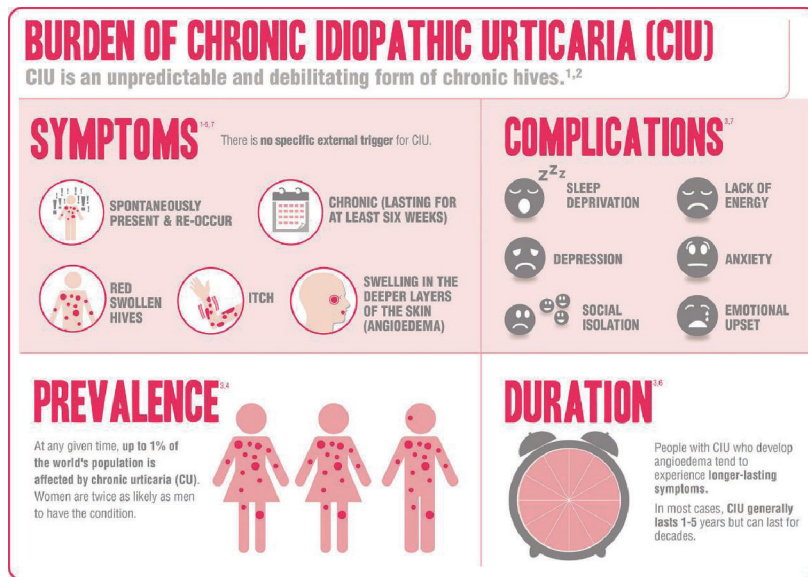 BURDEN OF CHRONIC IDIOPATHIC URTICARIA (CIU)
CIU is an unpredictable and debilitating form of chronic hives.1,2
SYMPTOMS1-5,7
There is no specific external trigger for CIU.
SPONTANEOUSLY
PRESENT & RE-OCCUR
CHRONIC (LASTING FOR
AT LEAST SIX WEEKS)
RED
SWOLLEN
HIVES
ITCH
SWELLING IN THE
DEEPER LAYERS
OF THE SKIN
(ANGIOEDEMA)
COMPLICATIONS3,7
ZZZ
SLEEP
DEPRIVATION
LACK OF
ENERGY
DEPRESSION
ANXIETY
SOCIAL
ISOLATION
EMOTIONAL
UPSET
PREVALENCE3,4
At any given time, up to 1% of
the world's population is
affected by chronic urticaria (CU).
Women are twice as likely as men
to have the condition.
DURATION3,6
People with CIU who develop
angioedema tend to
experience longer-lasting
symptoms.
In most cases, CIU generally
lasts 1-5 years but can last for
decades.